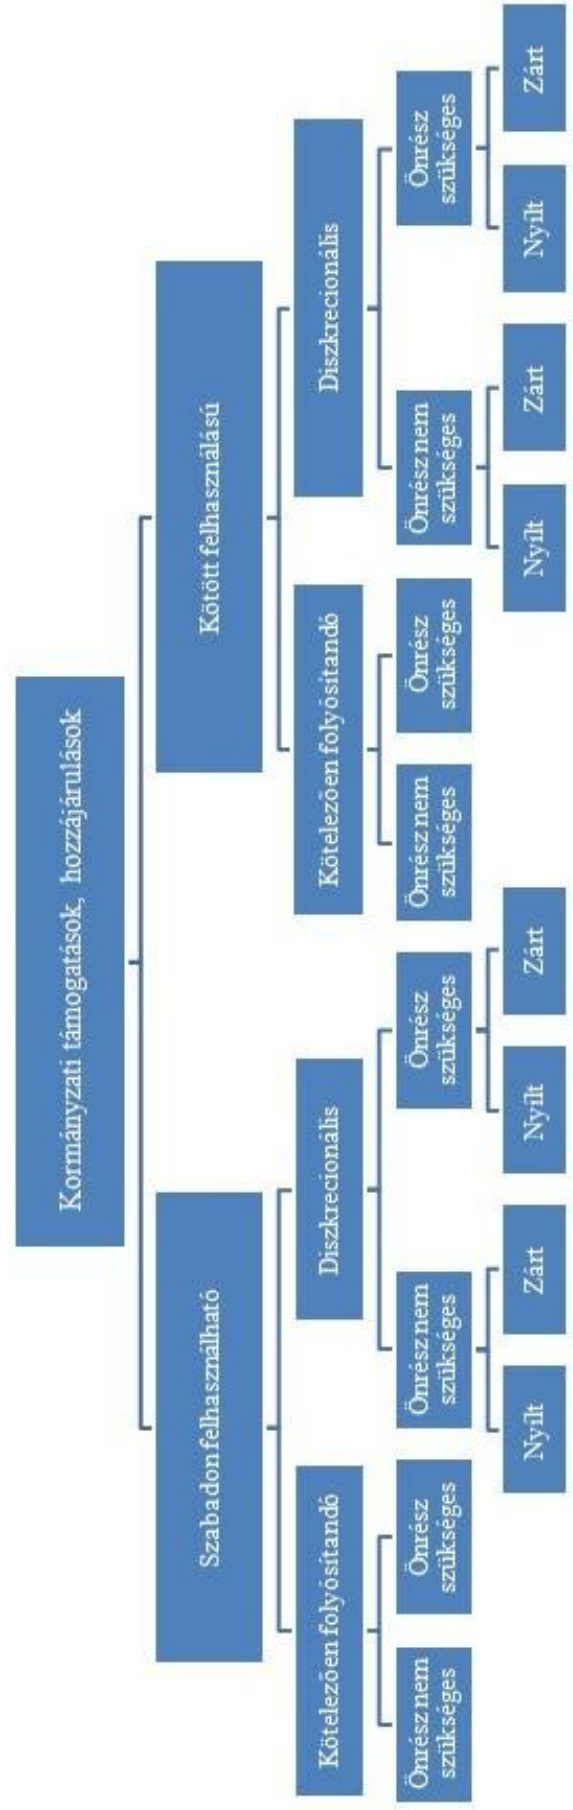 Kormányzati támogatások, hozzájárulások
Szabadon felhasználható
Kötött felhasználású
Kötelezően folyósítandó
Diszkrecionális
Kötelezően folyósítandó
Diszkrecionális
Önrész nem
szükséges
Önrész
szükséges
Önrész nem
szükséges
Önrész
szükséges
Önrész nem
szükséges
Önrész
szükséges
Önrész nem
szükséges
Önrész
szükséges
Nyílt
Zárt
Nyílt
Zárt
Nyílt
Zárt
Nyílt
Zárt